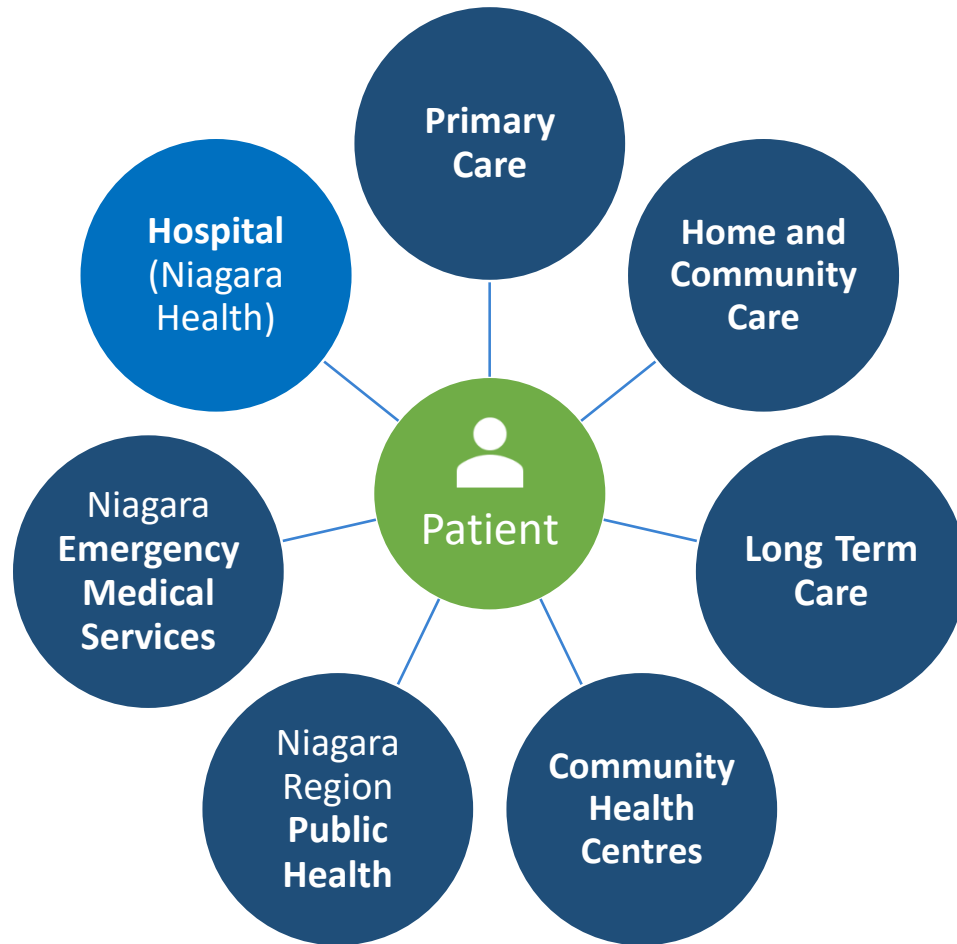 Primary
Care
Hospital
(Niagara
Health)
Home and
Community
Care
Patient
Niagara
Emergency
Medical
Services
Long Term
Care
Niagara
Region
Public
Health
Community
Health
Centres